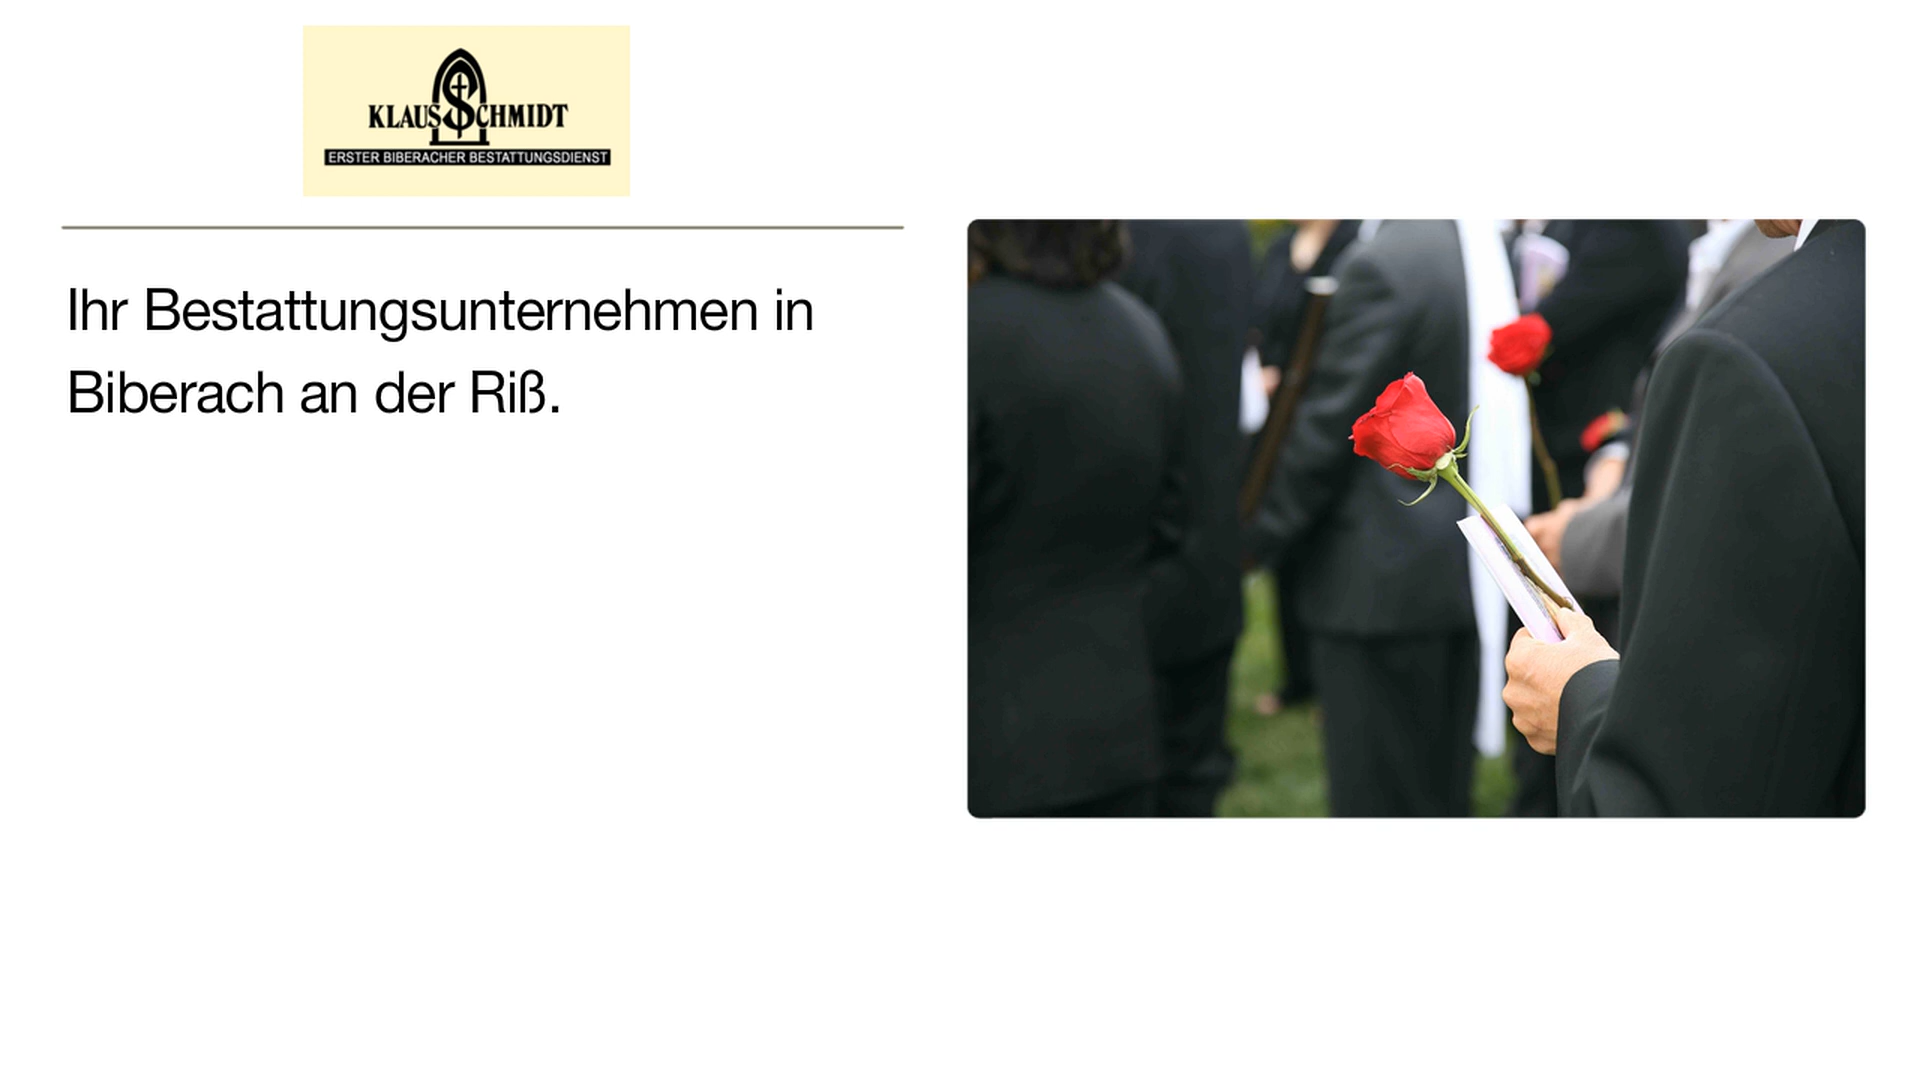 KLAUS SCHMIDT
ERSTER BIBERACHER BESTATTUNGSDIENST
Ihr Bestattungsunternehmen in
Biberach an der Riß.